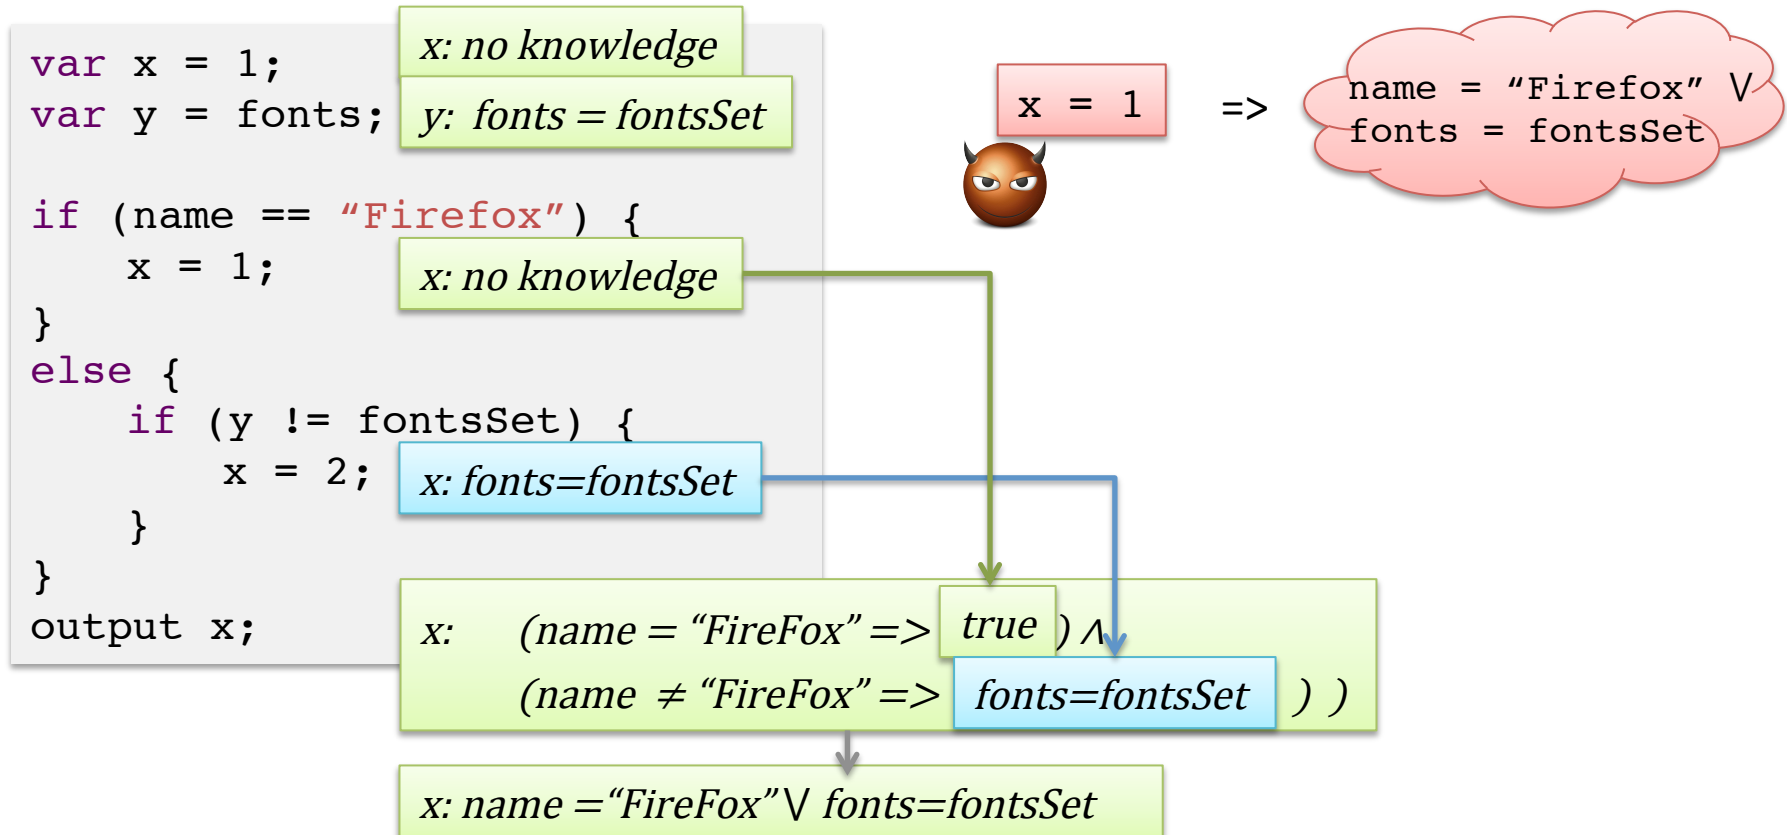 var x = 1;
x: no knowledge
var y = fonts;
y: fonts = fontsSet
if (name == “Firefox”) {
x = 1;
x: no knowledge
}
else {
if (y != fontsSet) {
x = 2;
x: fonts=fontsSet
}
}
output x;
x: (name = “FireFox” => true ) ∧
(name ≠ “FireFox” => fonts=fontsSet ) )
x: name =“FireFox” ∨ fonts=fontsSet
x = 1 =>
name = “Firefox” ∨
fonts = fontsSet